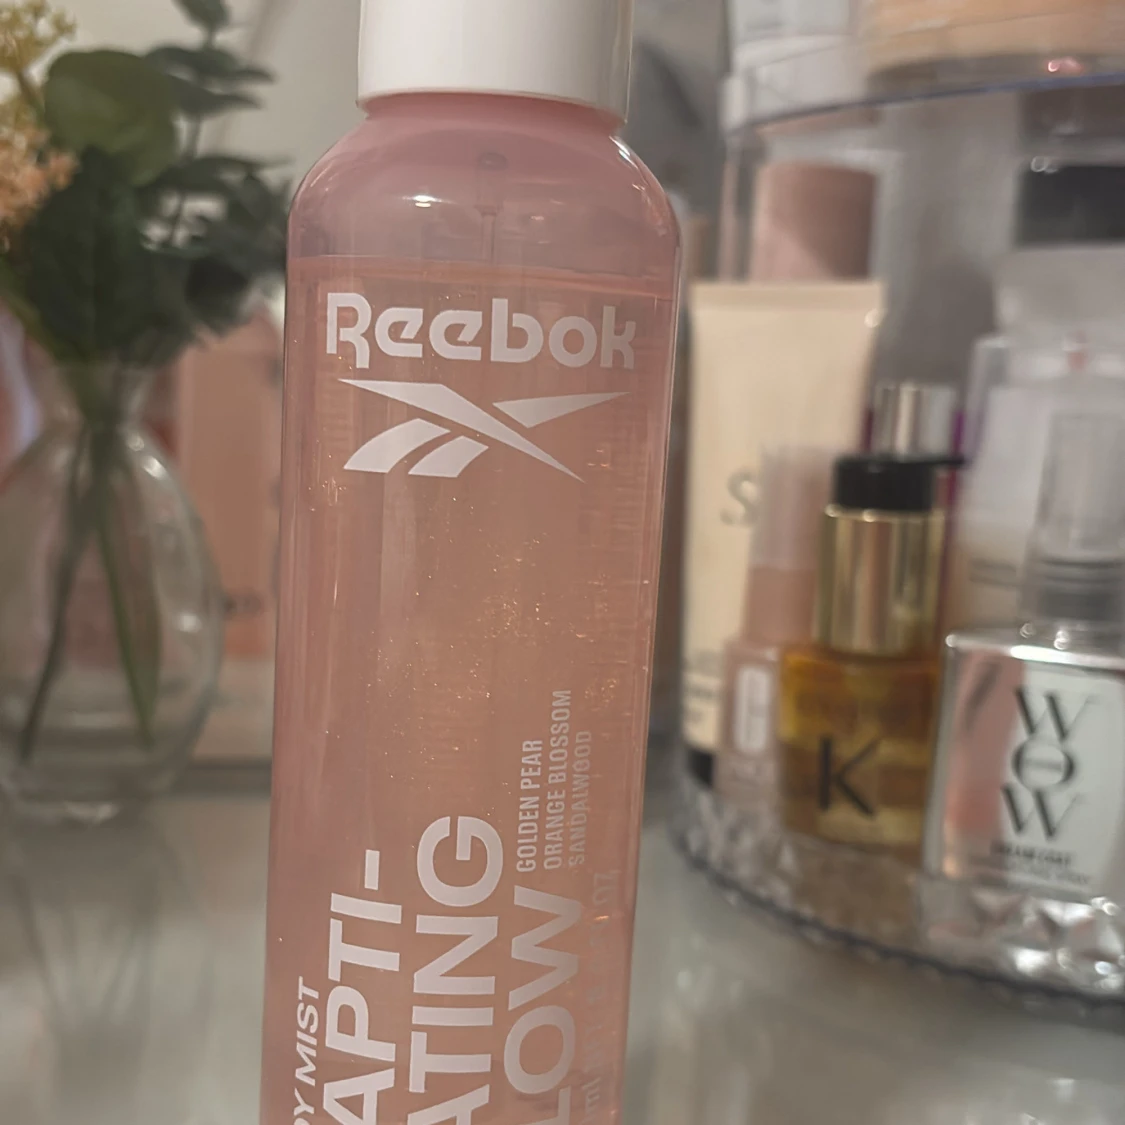 Reebok
GOLDEN PEAR
ORANGE BLOSSOM
SANDALWOOD
MIST
APTI-
ATING
LOW
K
WOW